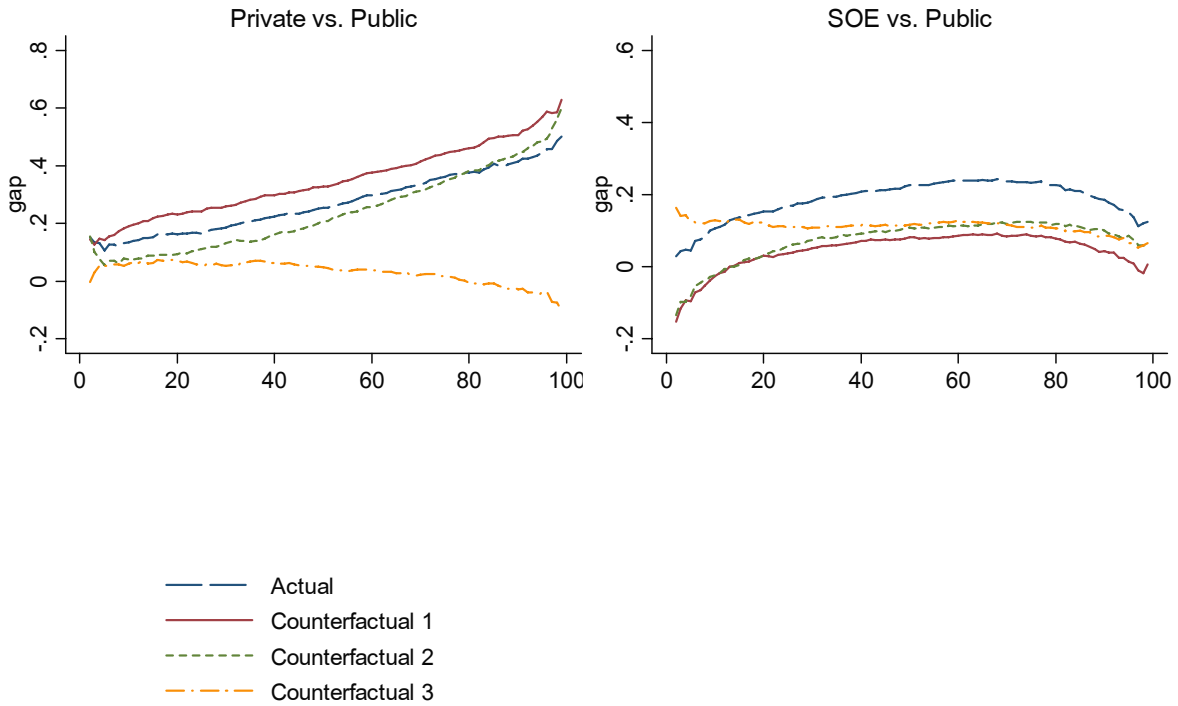 Private vs. Public
.8
.6
.4
.2
0
-.2
gap
0 20 40 60 80 100
SOE vs. Public
.6
.4
.2
0
-.2
gap
0 20 40 60 80 100
Actual
Counterfactual 1
Counterfactual 2
Counterfactual 3